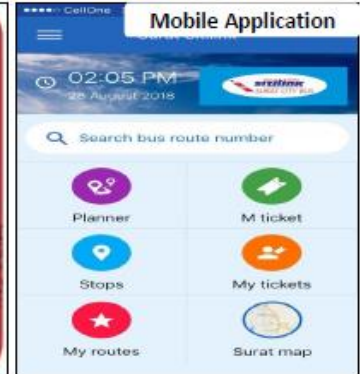 CellOne
Mobile Application
02:05 PM
28 August 2018
sitilink
SURAT CITY BUS
Search bus route number
Planner
M ticket
Stops
My tickets
My routes
Surat map